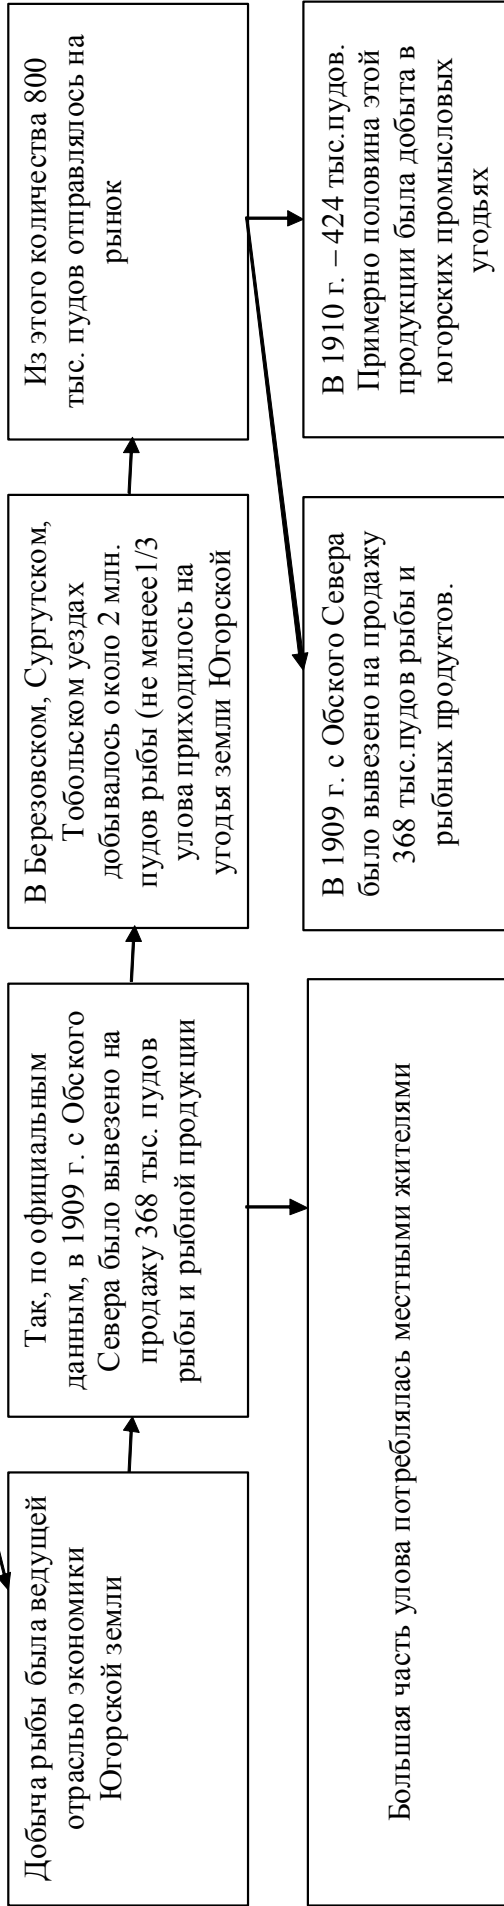 Добыча рыбы была ведущей
отраслью экономики
Югорской земли
Так, по официальным
данным, в 1909 г. с Обского
Севера было вывезено на
продажу 368 тыс. пудов
рыбы и рыбной продукции
В Березовском, Сургутском,
Тобольском уездах
добывалось около 2 млн.
пудов рыбы (не менеее1/3
улова приходилось на
угодья земли Югорской
Из этого количества 800
тыс. пудов отправлялось на
рынок
Большая часть улова потреблялась местными жителями
В 1909 г. с Обского Севера
было вывезено на продажу
368 тыс.пудов рыбы и
рыбных продуктов.
В 1910 г. – 424 тыс.пудов.
Примерно половина этой
продукции была добыта в
югорских промысловых
угодьях